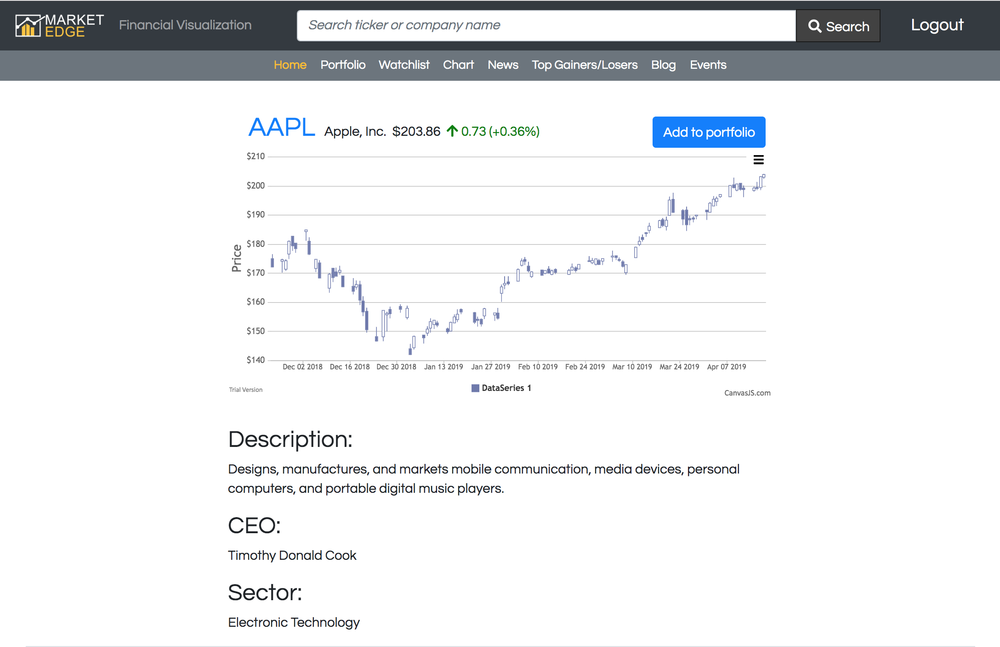 MARKET
EDGE
Financial Visualization
Search ticker or company name
Search
Logout
Home Portfolio Watchlist Chart News Top Gainers/Losers Blog Events
AAPL Apple, Inc. $203.86 0.73 (+0.36%)
Add to portfolio
$210
$200
$190
$180
$170
$160
$150
$140
Price
Dec 02 2018 Dec 16 2018 Dec 30 2018 Jan 13 2019 Jan 27 2019 Feb 10 2019 Feb 24 2019 Mar 10 2019 Mar 24 2019 Apr 07 2019
DataSeries 1
Trial Version
CanvasJS.com
Description:
Designs, manufactures, and markets mobile communication, media devices, personal
computers, and portable digital music players.
CEO:
Timothy Donald Cook
Sector:
Electronic Technology